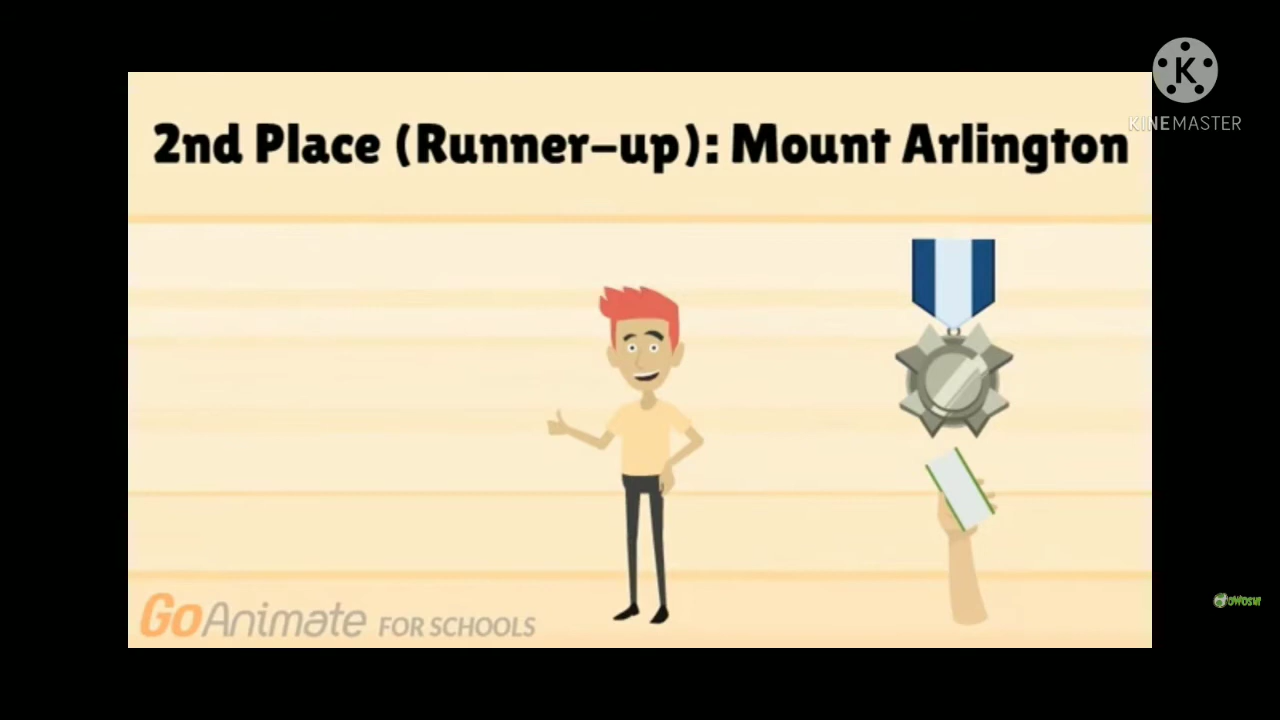 K
KINEMASTER
2nd Place (Runner-up): Mount Arlington
GoAnimate FOR SCHOOLS